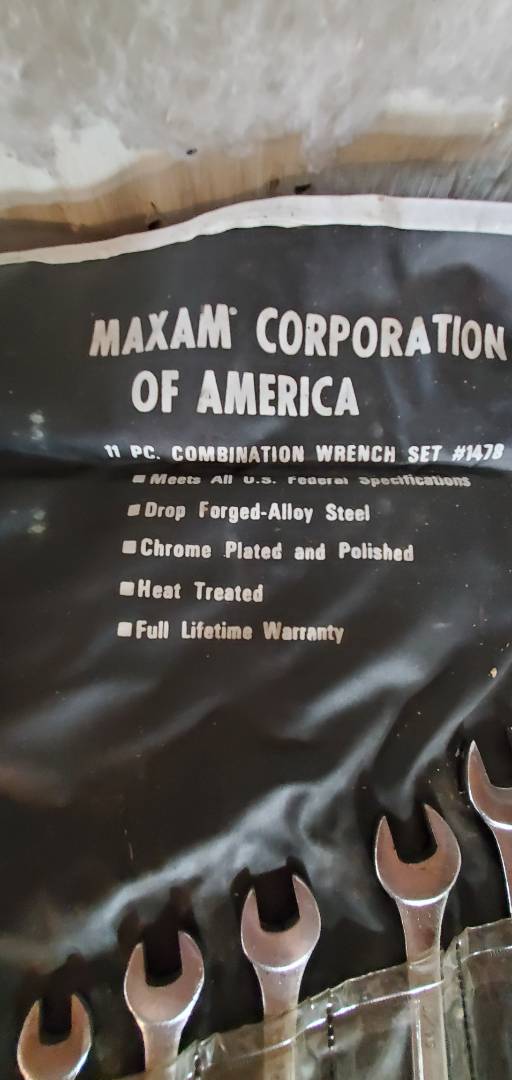 MAXAM® CORPORATION
OF AMERICA
11 PC. COMBINATION WRENCH SET #1478
■ Meets All U.S. Federal Specifications
■ Drop Forged-Alloy Steel
■ Chrome Plated and Polished
■ Heat Treated
■ Full Lifetime Warranty